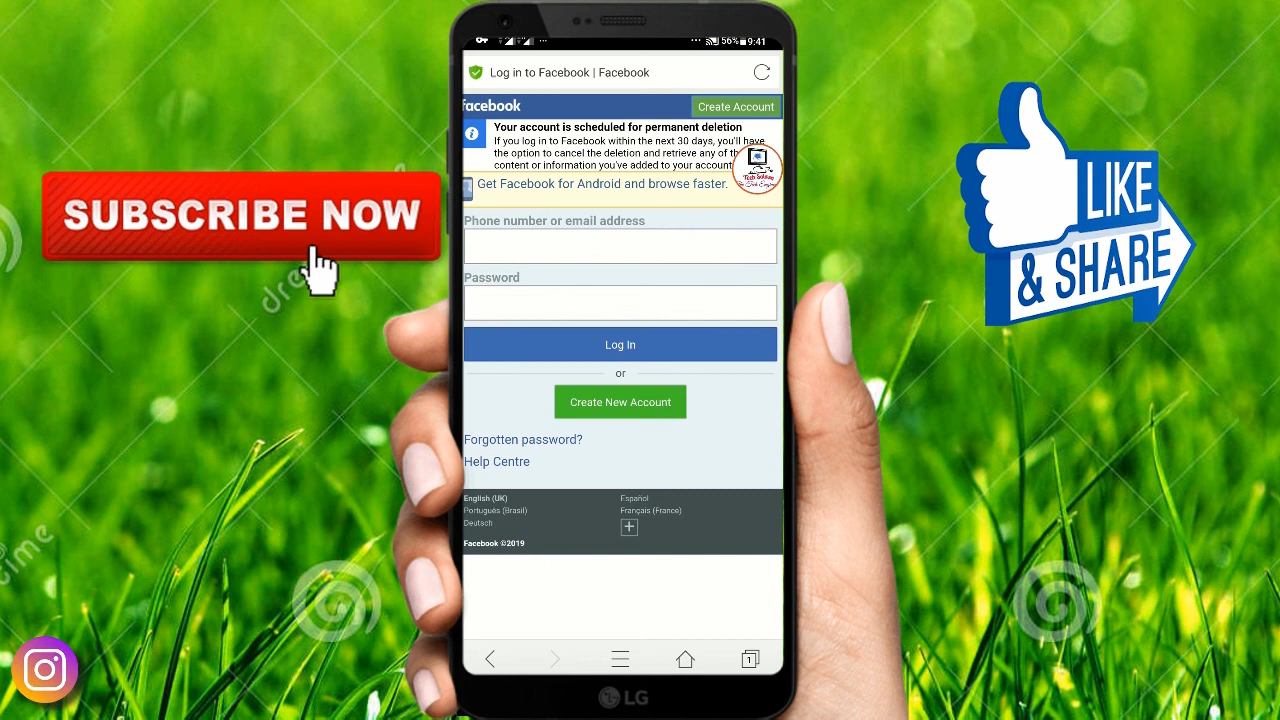 9:41
56%
Log in to Facebook | Facebook
facebook
Create Account
Your account is scheduled for permanent deletion
If you log in to Facebook within the next 30 days, you'll have
the option to cancel the deletion and retrieve any of
content or information you've added to your account
Get Facebook for Android and browse faster.
Phone number or email address
Password
Log In
or
Create New Account
Forgotten password?
Help Centre
English (UK)
Español
Português (Brasil)
Français (France)
Deutsch
Facebook ©2019
1
LG
SUBSCRIBE NOW
LIKE
& SHARE